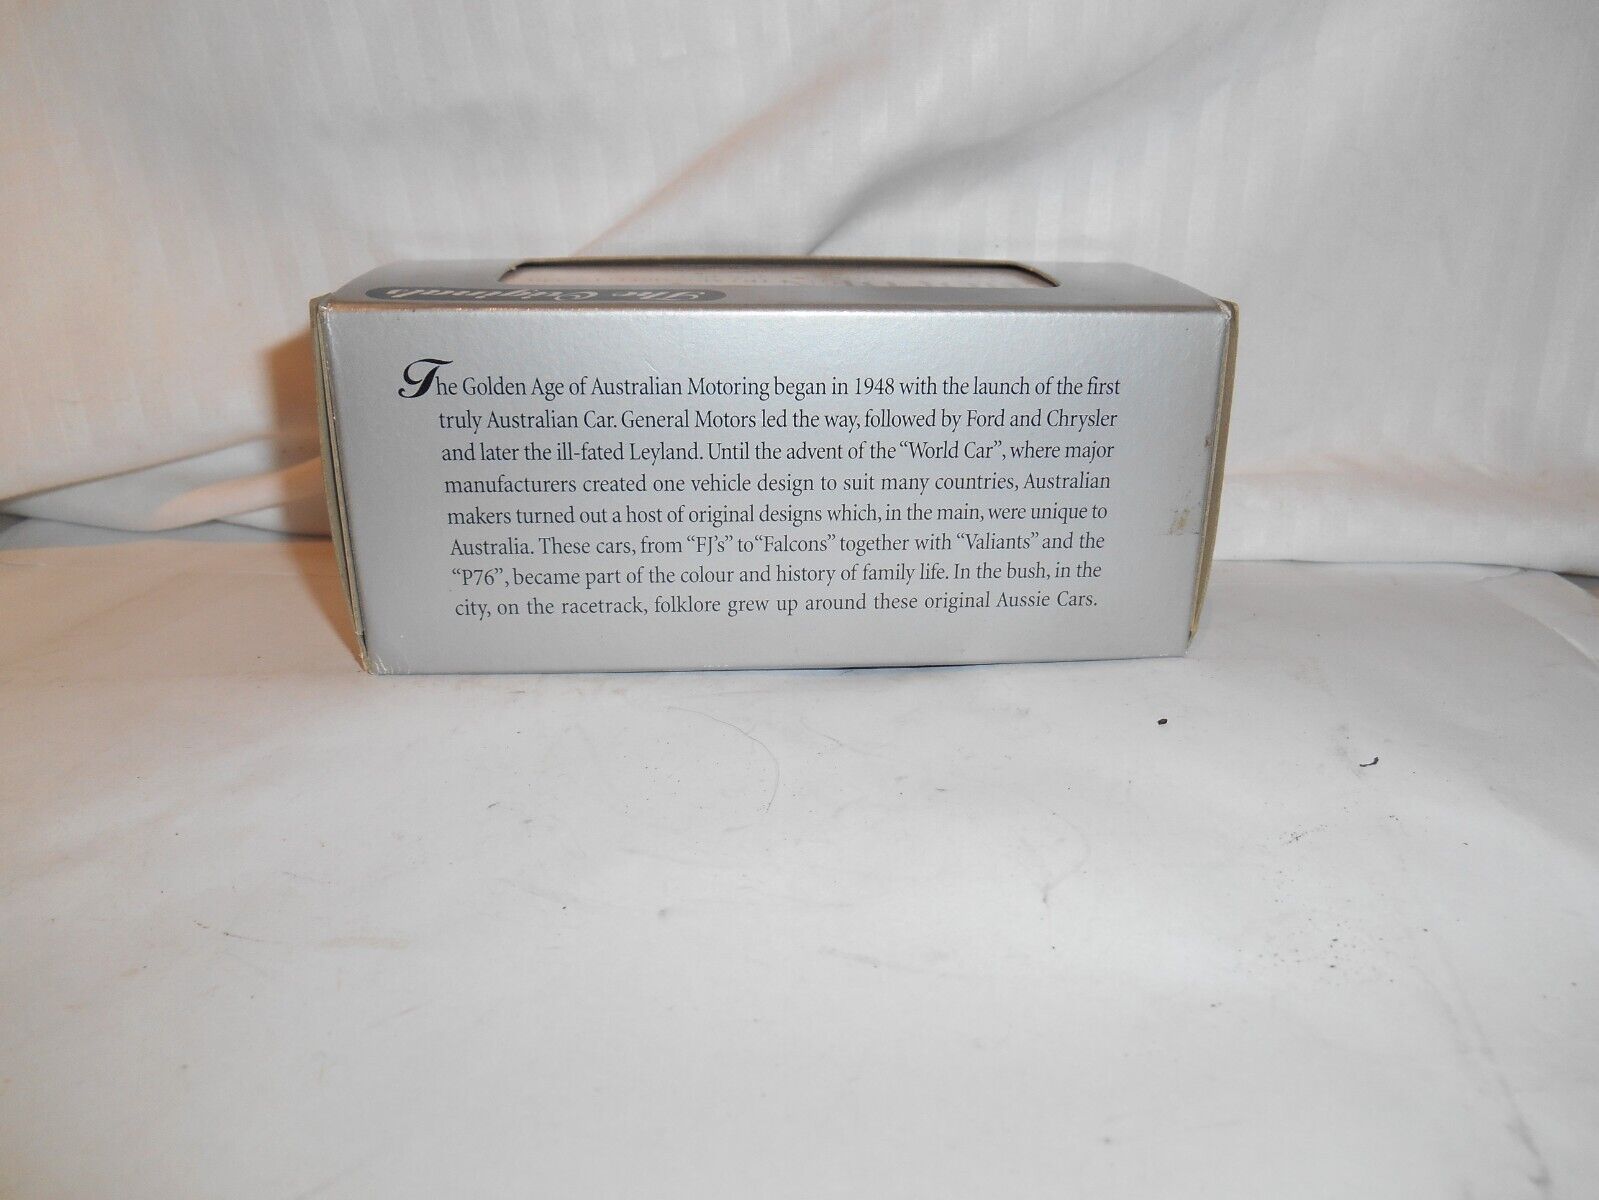 The Originals
The Golden Age of Australian Motoring began in 1948 with the launch of the first
truly Australian Car. General Motors led the way, followed by Ford and Chrysler
and later the ill-fated Leyland. Until the advent of the “World Car”, where major
manufacturers created one vehicle design to suit many countries, Australian
makers turned out a host of original designs which, in the main, were unique to
Australia. These cars, from “FJ’s” to“Falcons” together with “Valiants” and the
“P76”, became part of the colour and history of family life. In the bush, in the
city, on the racetrack, folklore grew up around these original Aussie Cars.